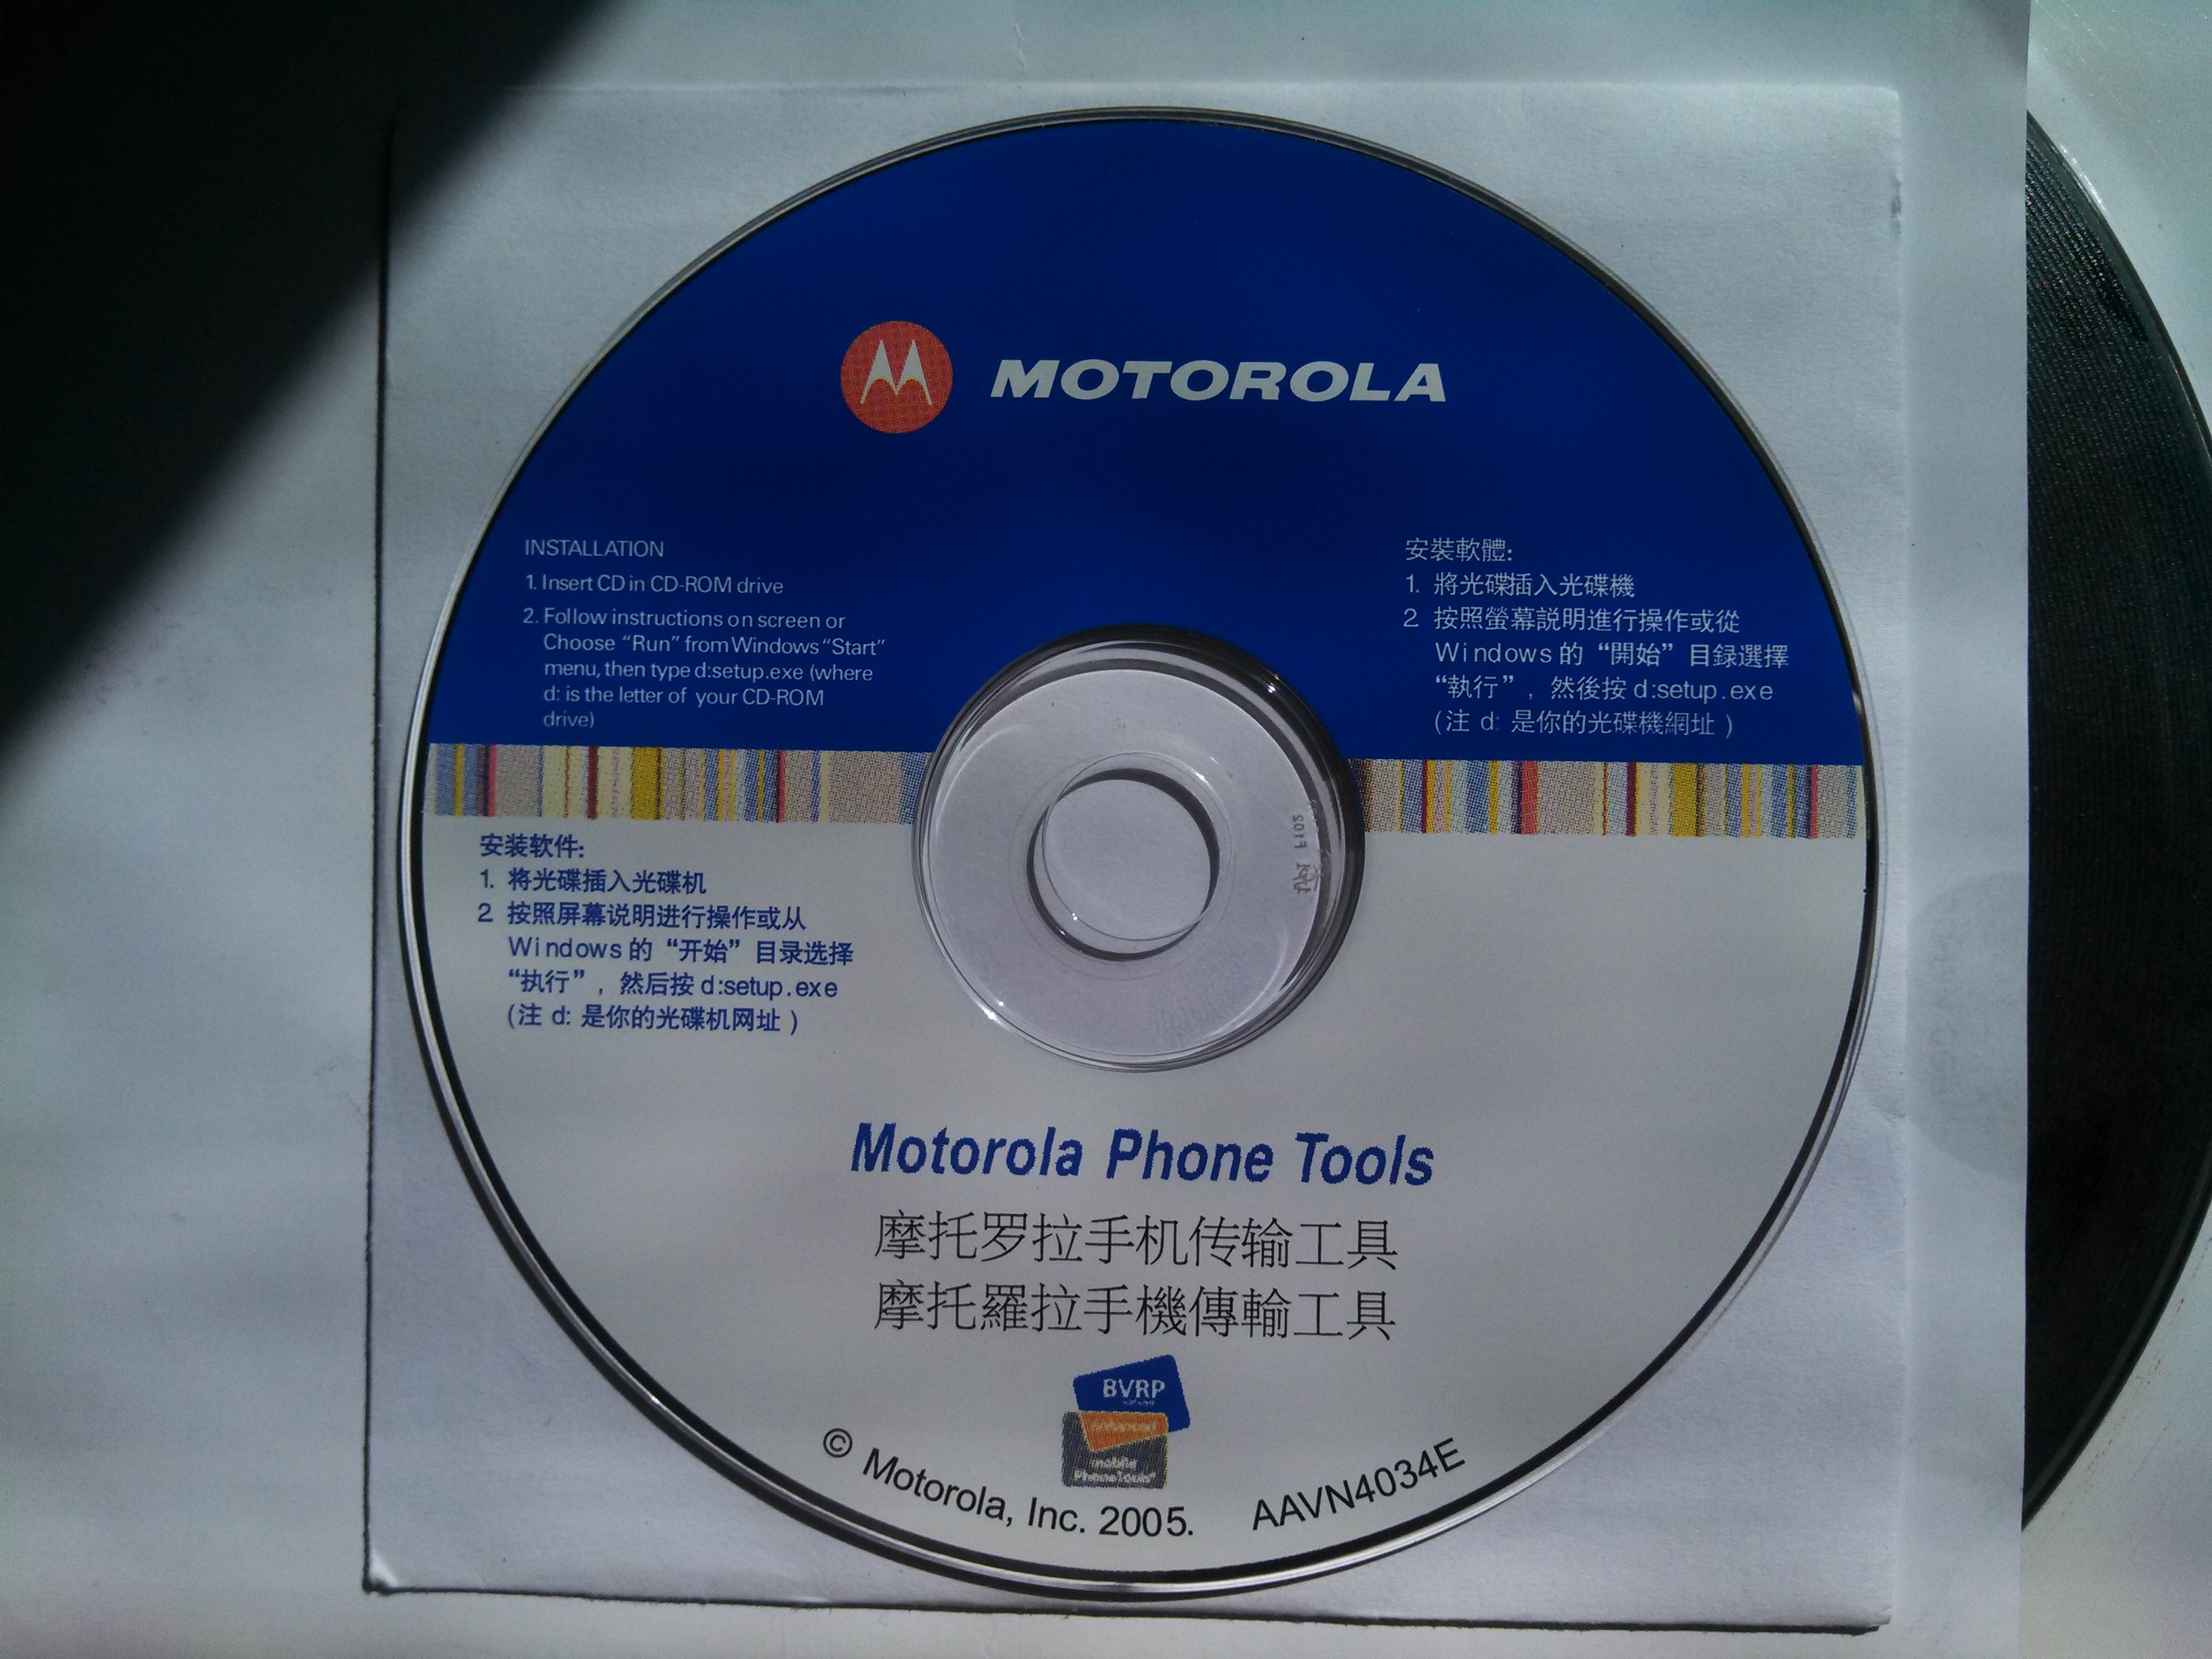 MOTOROLA
INSTALLATION
1. Insert CD in CD-ROM drive
2. Follow instructions on screen or
Choose “Run” from Windows “Start”
menu, then type d:setup.exe (where
d: is the letter of your CD-ROM
drive)
安裝軟體:
1. 將光碟插入光碟機
2 按照螢幕説明進行操作或從
Windows 的 “開始” 目録選擇
“執行”, 然後按 d:setup.exe
(注 d: 是你的光碟機網址 )
安装软件:
1. 将光碟插入光碟机
2 按照屏幕说明进行操作或从
Windows 的 “开始” 目录选择
“执行”, 然后按 d:setup.exe
(注 d: 是你的光碟机网址 )
Motorola Phone Tools
摩托罗拉手机传输工具
摩托羅拉手機傳輸工具
BVRP
mobile
PhoneTools
© Motorola, Inc. 2005. AAVN4034E